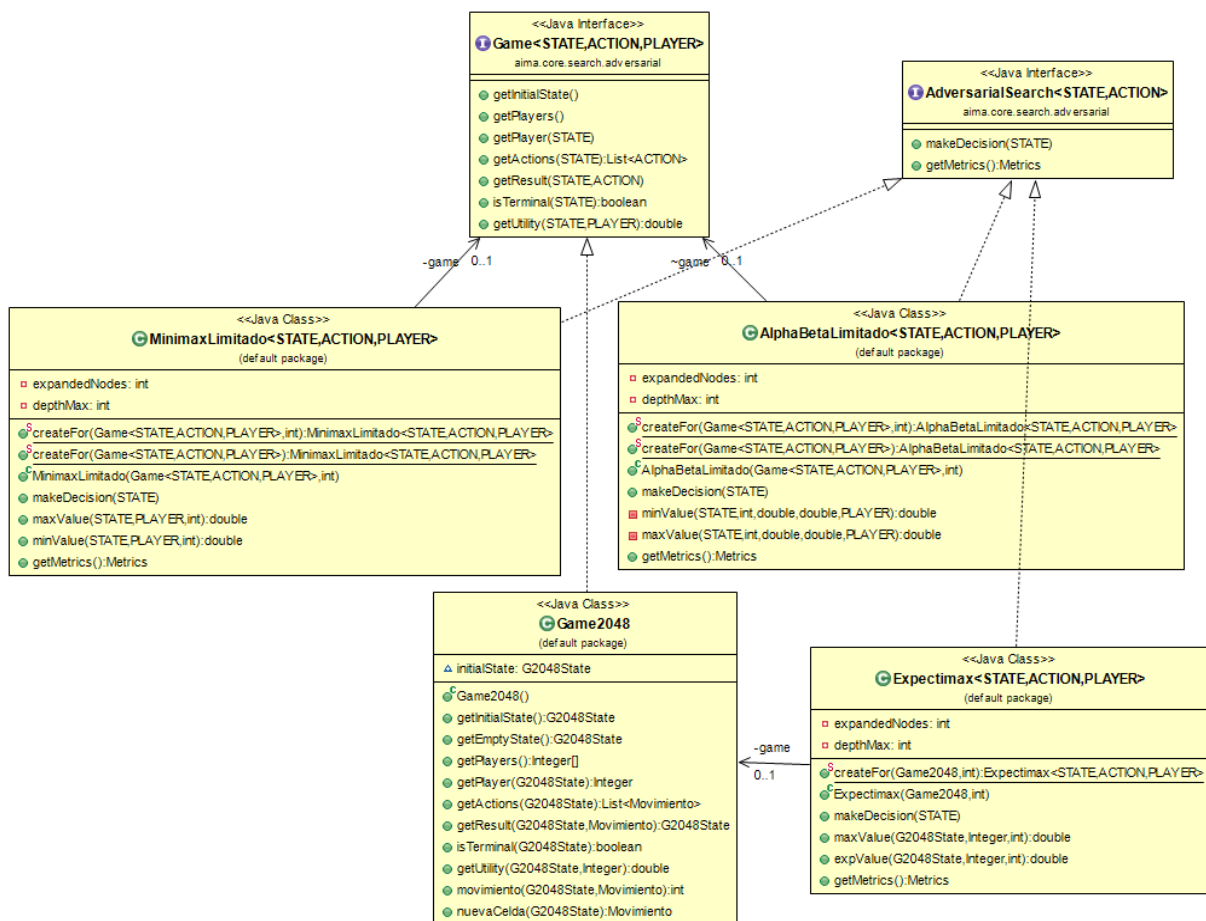 <<Java Interface>>
Game<STATE,ACTION,PLAYER>
aima.core.search.adversarial
getInitialState()
getPlayers()
getPlayer(STATE)
getActions(STATE):List<ACTION>
getResult(STATE,ACTION)
isTerminal(STATE):boolean
getUtility(STATE,PLAYER):double
<<Java Interface>>
AdversarialSearch<STATE,ACTION>
aima.core.search.adversarial
makeDecision(STATE)
getMetrics():Metrics
-game 0..1
~game 0..1
<<Java Class>>
MinimaxLimitado<STATE,ACTION,PLAYER>
(default package)
expandedNodes: int
depthMax: int
createFor(Game<STATE,ACTION,PLAYER>,int):MinimaxLimitado<STATE,ACTION,PLAYER>
createFor(Game<STATE,ACTION,PLAYER>):MinimaxLimitado<STATE,ACTION,PLAYER>
MinimaxLimitado(Game<STATE,ACTION,PLAYER>,int)
makeDecision(STATE)
maxValue(STATE,PLAYER,int):double
minValue(STATE,PLAYER,int):double
getMetrics():Metrics
<<Java Class>>
AlphaBetaLimitado<STATE,ACTION,PLAYER>
(default package)
expandedNodes: int
depthMax: int
createFor(Game<STATE,ACTION,PLAYER>,int):AlphaBetaLimitado<STATE,ACTION,PLAYER>
createFor(Game<STATE,ACTION,PLAYER>):AlphaBetaLimitado<STATE,ACTION,PLAYER>
AlphaBetaLimitado(Game<STATE,ACTION,PLAYER>,int)
makeDecision(STATE)
minValue(STATE,int,double,double,PLAYER):double
maxValue(STATE,int,double,double,PLAYER):double
getMetrics():Metrics
<<Java Class>>
Game2048
(default package)
initialState: G2048State
Game2048()
getInitialState():G2048State
getEmptyState():G2048State
getPlayers():Integer[]
getPlayer(G2048State):Integer
getActions(G2048State):List<Movimiento>
getResult(G2048State,Movimiento):G2048State
isTerminal(G2048State):boolean
getUtility(G2048State,Integer):double
movimiento(G2048State,Movimiento):int
nuevaCelda(G2048State):Movimiento
-game
0..1
<<Java Class>>
Expectimax<STATE,ACTION,PLAYER>
(default package)
expandedNodes: int
depthMax: int
createFor(Game2048,int):Expectimax<STATE,ACTION,PLAYER>
Expectimax(Game2048,int)
makeDecision(STATE)
maxValue(G2048State,Integer,int):double
expValue(G2048State,Integer,int):double
getMetrics():Metrics